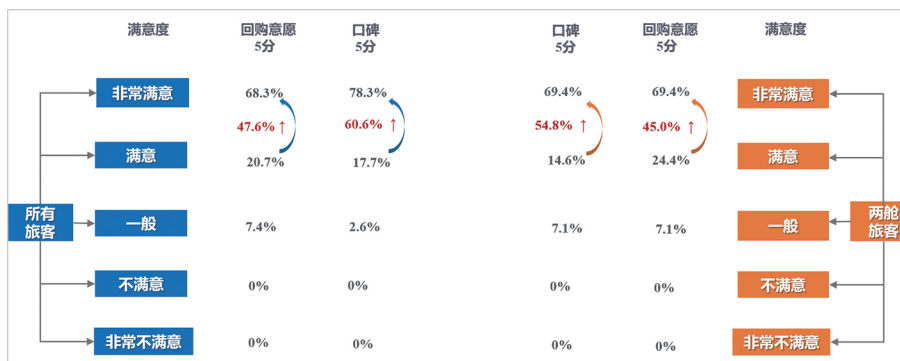 满意度 回购意愿 口碑 口碑 回购意愿 满意度
5分 5分 5分 5分
非常满意 68.3% 78.3% 69.4% 69.4% 非常满意
47.6% ↑ 60.6% ↑ 54.8% ↑ 45.0% ↑
满意 20.7% 17.7% 14.6% 24.4% 满意
所有 一般 7.4% 2.6% 7.1% 7.1% 一般 两舱
旅客 旅客
不满意 0% 0% 0% 0% 不满意
非常不满意 0% 0% 0% 0% 非常不满意